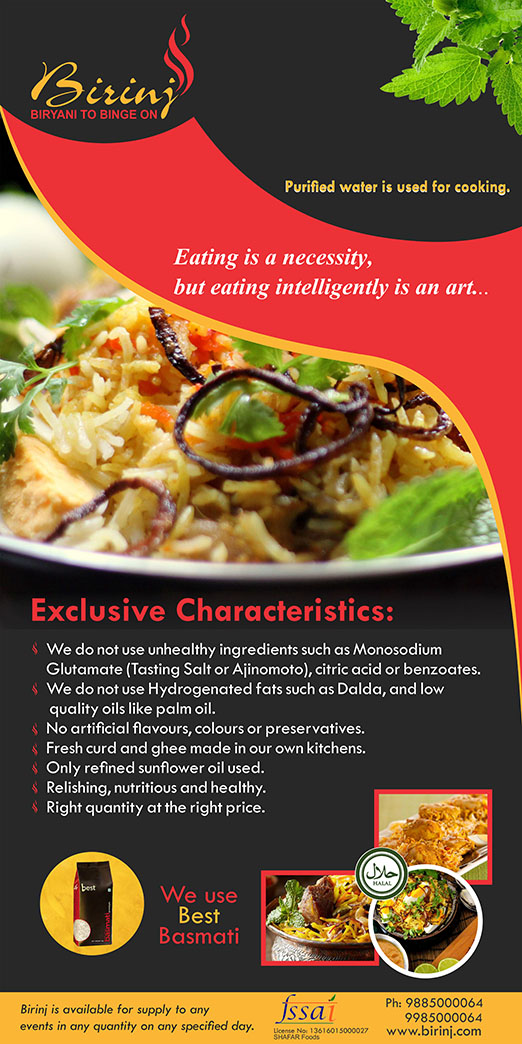 Birinj
BIRYANI TO BINGE ON
Purified water is used for cooking.
Eating is a necessity,
but eating intelligently is an art...
Exclusive Characteristics:
We do not use unhealthy ingredients such as Monosodium
Glutamate (Tasting Salt or Ajinomoto), citric acid or benzoates.
We do not use Hydrogenated fats such as Dalda, and low
quality oils like palm oil.
No artificial flavours, colours or preservatives.
Fresh curd and ghee made in our own kitchens.
Only refined sunflower oil used.
Relishing, nutritious and healthy.
Right quantity at the right price.
best
basmati
We use
Best
Basmati
حلال
HALAL
Birinj is available for supply to any
events in any quantity on any specified day.
fssai
License No: 13616015000027
SHAFAR Foods
Ph: 9885000064
9985000064
www.birinj.com